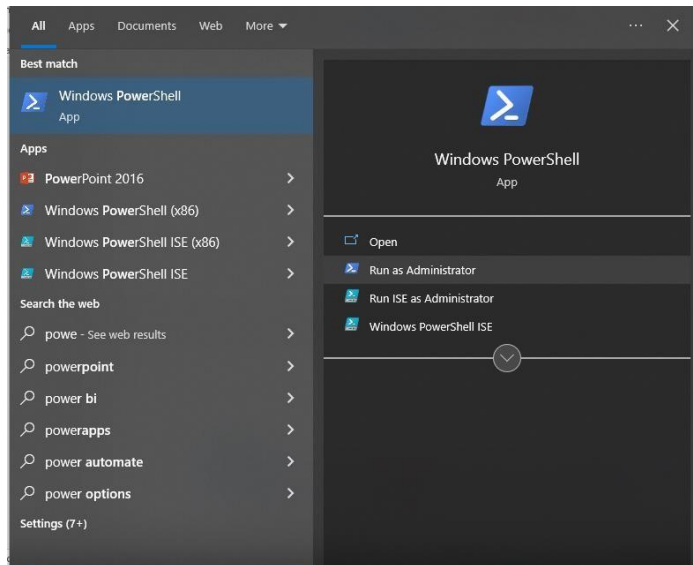 All Apps Documents Web More
Best match
Windows PowerShell
App
Apps
PowerPoint 2016
Windows PowerShell (x86)
Windows PowerShell ISE (x86)
Windows PowerShell ISE
Search the web
powe - See web results
powerpoint
power bi
powerapps
power automate
power options
Settings (7+)
Windows PowerShell
App
Open
Run as Administrator
Run ISE as Administrator
Windows PowerShell ISE